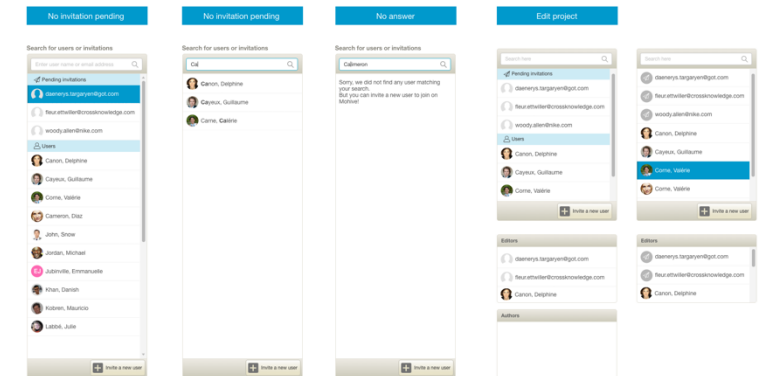 No invitation pending
Search for users or invitations
Enter user name or email address
Pending invitations
daenerys.targaryen@got.com
fleur.ettwiller@crossknowledge.com
woody.allen@nike.com
Users
Canon, Delphine
Cayeux, Guillaume
Corne, Valérie
Cameron, Diaz
John, Snow
Jordan, Michael
EJ Jubinville, Emmanuelle
Khan, Danish
Kobren, Mauricio
Labbé, Julie
Invite a new user
No invitation pending
Search for users or invitations
Ca
Canon, Delphine
Cayeux, Guillaume
Corne, Calérie
Invite a new user
No answer
Search for users or invitations
Cameron
Sorry, we did not find any user matching
your search.
But you can invite a new user to join on
Mohive!
Invite a new user
Edit project
Search here
Pending invitations
daenerys.targaryen@got.com
fleur.ettwiller@crossknowledge.com
woody.allen@nike.com
Users
Canon, Delphine
Cayeux, Guillaume
Corne, Valérie
Invite a new user
Editors
daenerys.targaryen@got.com
fleur.ettwiller@crossknowledge.com
Canon, Delphine
Authors
Search here
daenerys.targaryen@got.com
fleur.ettwiller@crossknowledge.com
woody.allen@nike.com
Canon, Delphine
Cayeux, Guillaume
Corne, Valérie
Corne, Valérie
Invite a new user
Editors
daenerys.targaryen@got.com
fleur.ettwiller@crossknowledge.com
Canon, Delphine